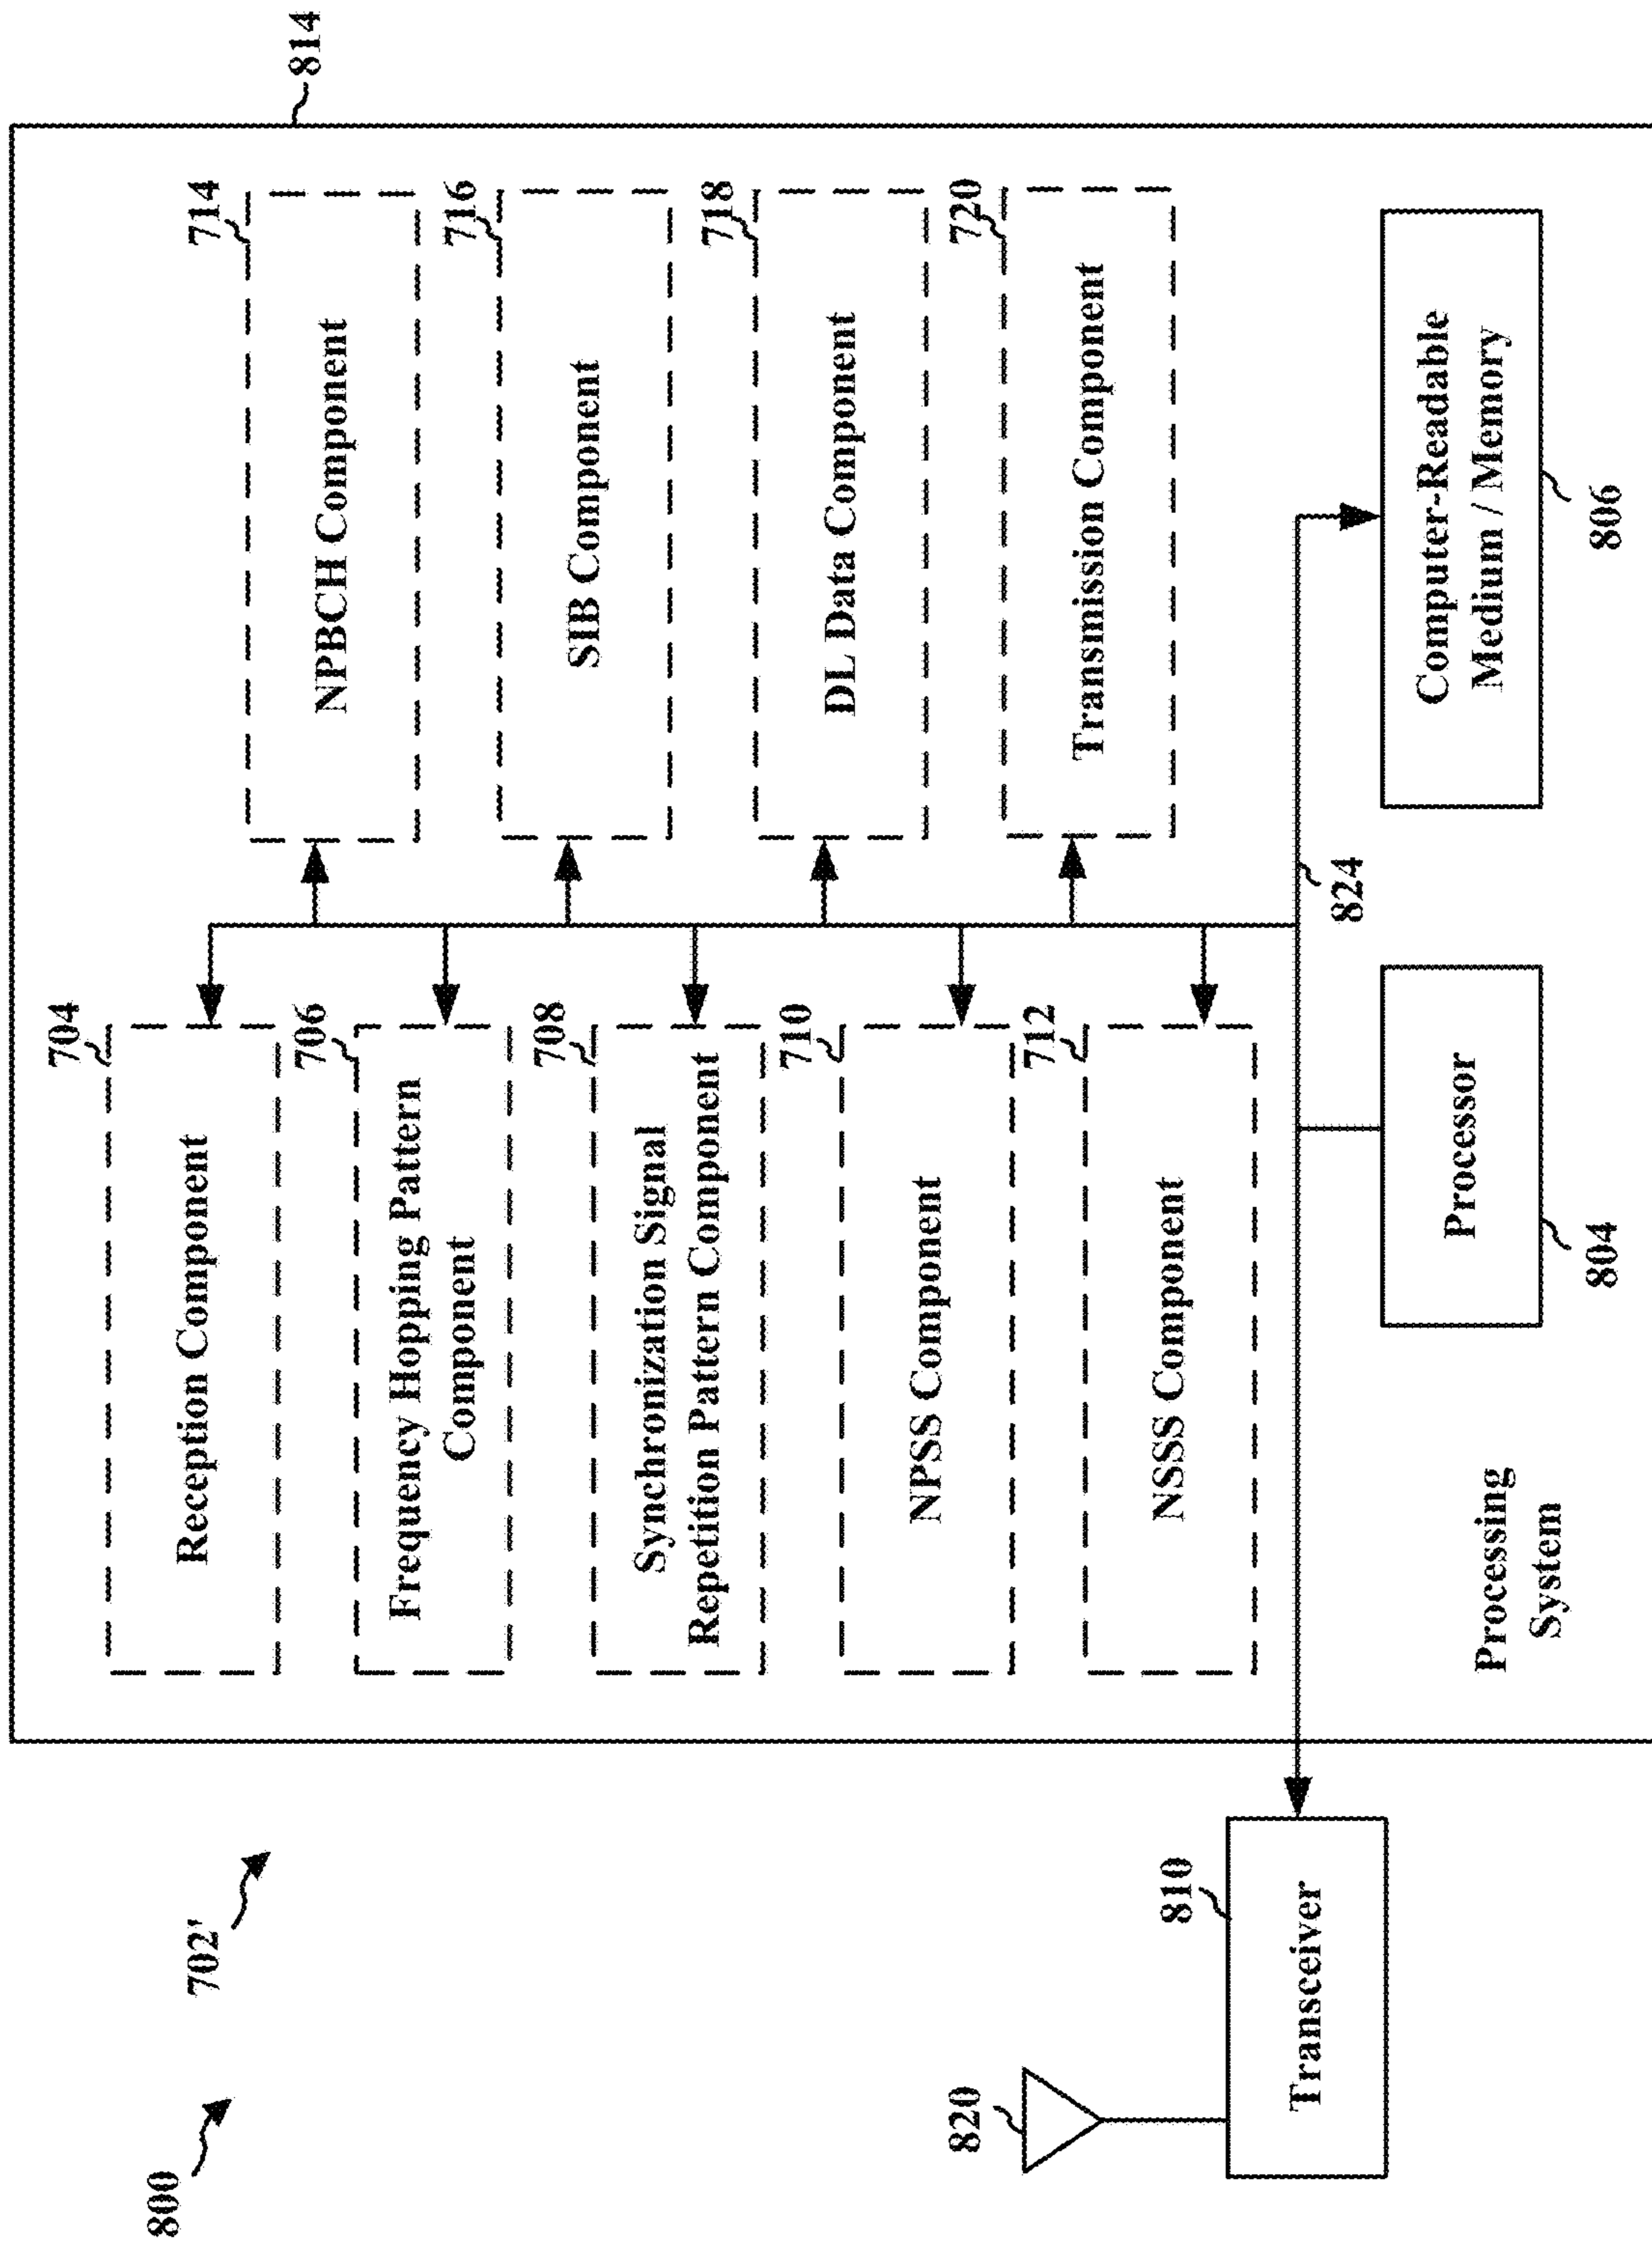 800
702'
814
704
Reception Component
706
Frequency Hopping Pattern
Component
708
Synchronization Signal
Repetition Pattern Component
710
NPSS Component
712
NSSS Component
714
NPBCH Component
716
SIB Component
718
DL Data Component
720
Transmission Component
820
810
Transceiver
824
Processing
System
Processor
804
Computer-Readable
Medium / Memory
806